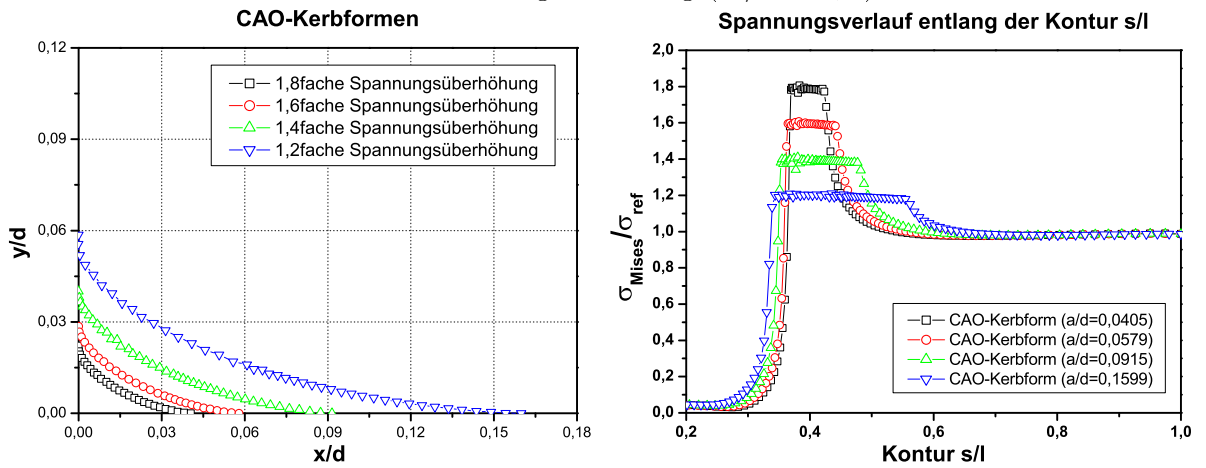 CAO-Kerbformen
0,12
0,09
0,06
0,03
0,00
y/d
1,8fache Spannungsüberhöhung
1,6fache Spannungsüberhöhung
1,4fache Spannungsüberhöhung
1,2fache Spannungsüberhöhung
0,00 0,03 0,06 0,09 0,12 0,15 0,18
x/d
Spannungsverlauf entlang der Kontur s/l
2,0
1,8
1,6
1,4
1,2
1,0
0,8
0,6
0,4
0,2
0,0
σMises/σref
CAO-Kerbform (a/d=0,0405)
CAO-Kerbform (a/d=0,0579)
CAO-Kerbform (a/d=0,0915)
CAO-Kerbform (a/d=0,1599)
0,2 0,4 0,6 0,8 1,0
Kontur s/l